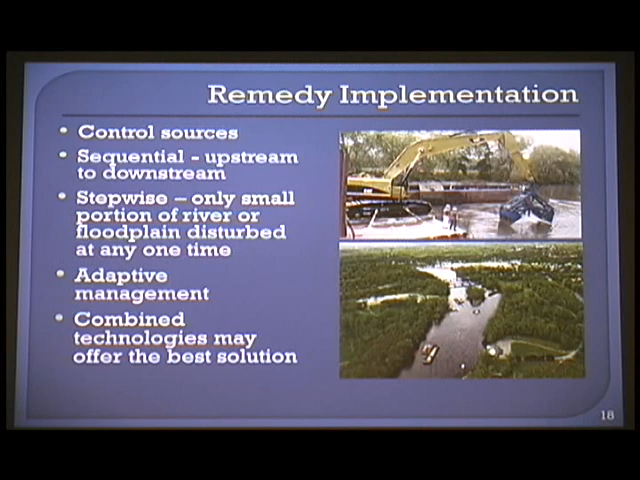 Remedy Implementation
• Control sources
• Sequential - upstream
to downstream
• Stepwise – only small
portion of river or
floodplain disturbed
at any one time
• Adaptive
management
• Combined
technologies may
offer the best solution
18